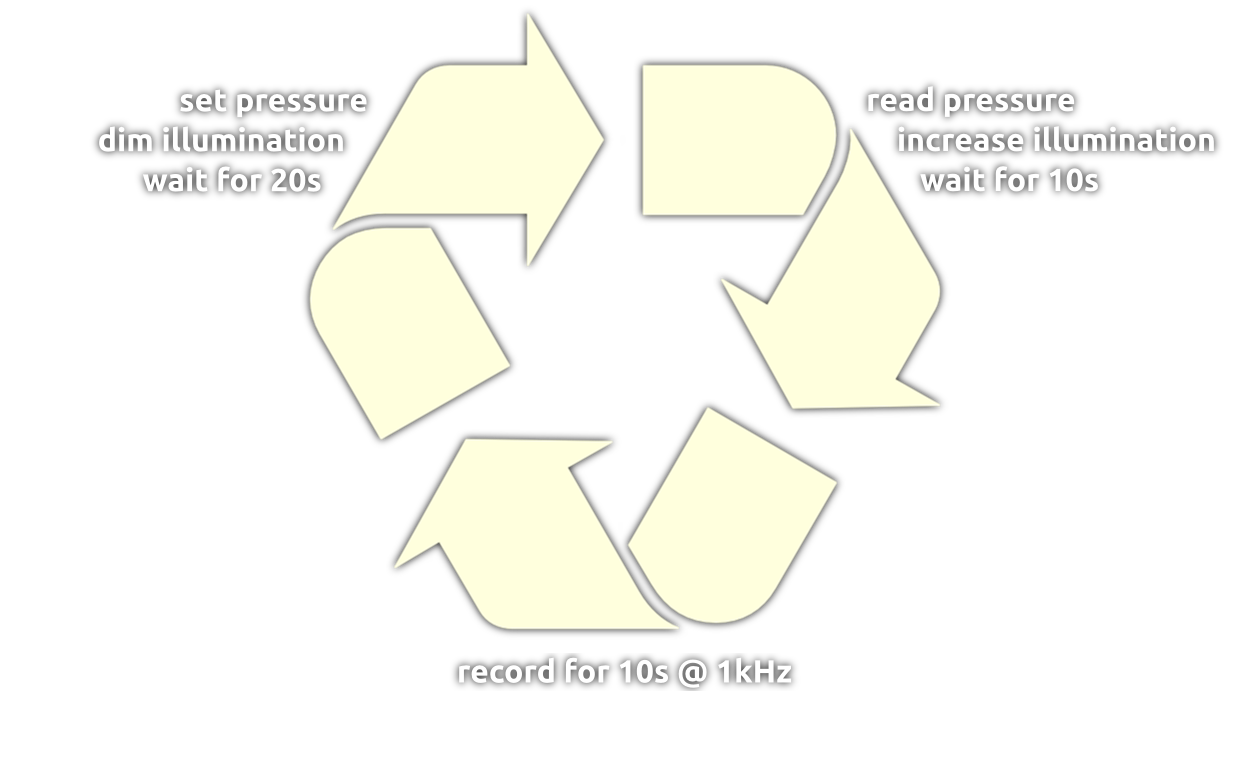 set pressure
dim illumination
wait for 20s
read pressure
increase illumination
wait for 10s
record for 10s @ 1kHz